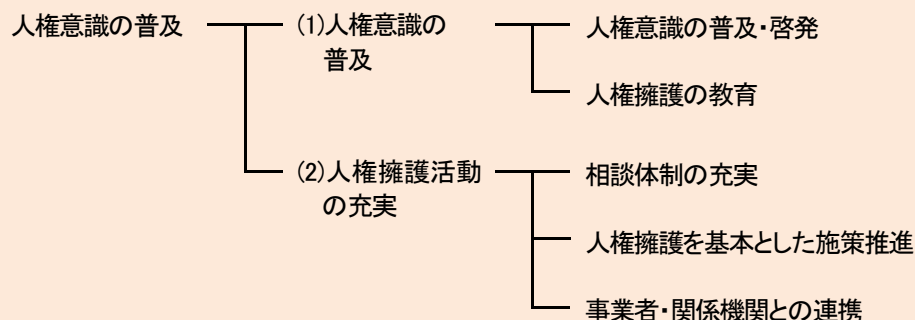 人権意識の普及
(1)人権意識の
普及
人権意識の普及・啓発
人権擁護の教育
(2)人権擁護活動
の充実
相談体制の充実
人権擁護を基本とした施策推進
事業者・関係機関との連携